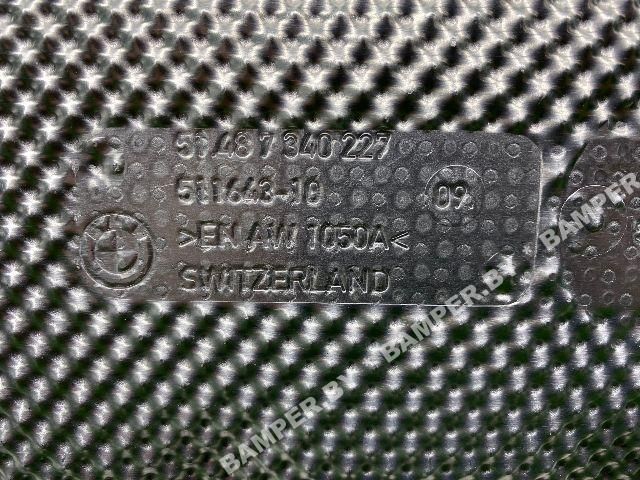 51 48 7 340 227
511643-10
09
>EN AW 1050A<
SWITZERLAND
BAMPER.BY BAMPER.BY BAMPER.BY